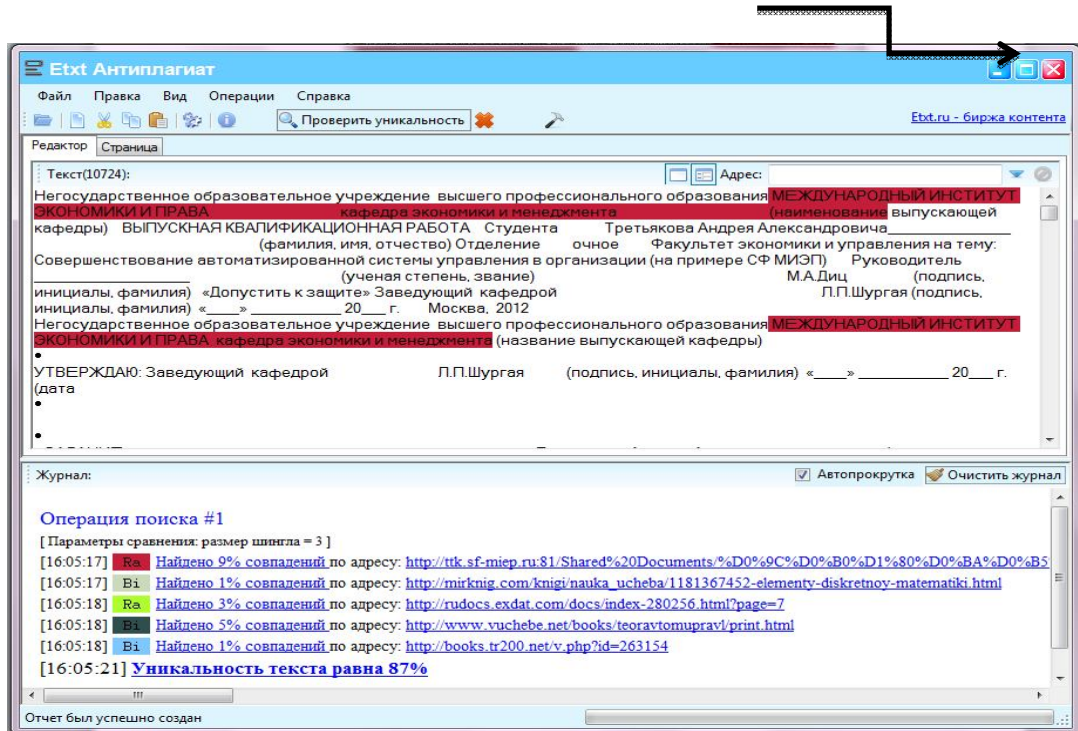 Etxt Антиплагиат
Файл Правка Вид Операции Справка
Проверить уникальность Etxt.ru - биржа контента
Редактор Страница
Текст(10724): Адрес:
Негосударственное образовательное учреждение высшего профессионального образования МЕЖДУНАРОДНЫЙ ИНСТИТУТ
ЭКОНОМИКИ И ПРАВА кафедра экономики и менеджмента (наименование выпускающей
кафедры) ВЫПУСКНАЯ КВАЛИФИКАЦИОННАЯ РАБОТА Студента Третьякова Андрея Александровича________________
(фамилия, имя, отчество) Отделение очное Факультет экономики и управления на тему:
Совершенствование автоматизированной системы управления в организации (на примере СФ МИЭП) Руководитель
____________________ (ученая степень, звание) М.А.Диц (подпись,
инициалы, фамилия) «Допустить к защите» Заведующий кафедрой Л.П.Шургая (подпись,
инициалы, фамилия) «____» ____________ 20___ г. Москва, 2012
Негосударственное образовательное учреждение высшего профессионального образования МЕЖДУНАРОДНЫЙ ИНСТИТУТ
ЭКОНОМИКИ И ПРАВА кафедра экономики и менеджмента (название выпускающей кафедры)
•
УТВЕРЖДАЮ: Заведующий кафедрой Л.П.Шургая (подпись, инициалы, фамилия) «____» ____________ 20___ г.
(дата
•
•
Журнал: Автопрокрутка Очистить журнал
Операция поиска #1
[ Параметры сравнения: размер шингла = 3 ]
[16:05:17] Ra Найдено 9% совпадений по адресу: http://ttk.sf-miep.ru:81/Shared%20Documents/%D0%9C%D0%B0%D1%80%D0%BA%D0%B5
[16:05:17] Bi Найдено 1% совпадений по адресу: http://mirknig.com/knigi/nauka_ucheba/1181367452-elementy-diskretnoy-matematiki.html
[16:05:18] Ra Найдено 3% совпадений по адресу: http://rudocs.exdat.com/docs/index-280256.html?page=7
[16:05:18] Bi Найдено 5% совпадений по адресу: http://www.vuchebe.net/books/teoravtomupravl/print.html
[16:05:18] Bi Найдено 1% совпадений по адресу: http://books.tr200.net/v.php?id=263154
[16:05:21] Уникальность текста равна 87%
Отчет был успешно создан